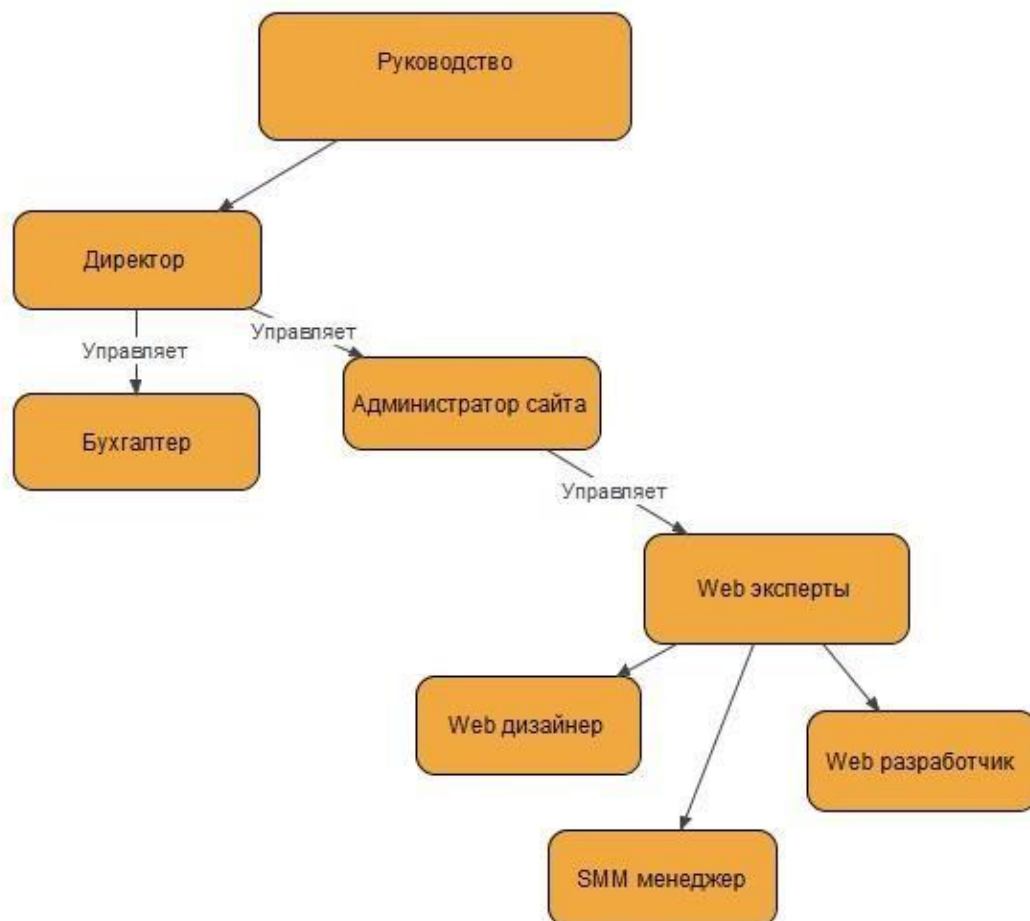 Руководство
Директор
Управляет
Управляет
Администратор сайта
Бухгалтер
Управляет
Web эксперты
Web дизайнер
Web разработчик
SMM менеджер